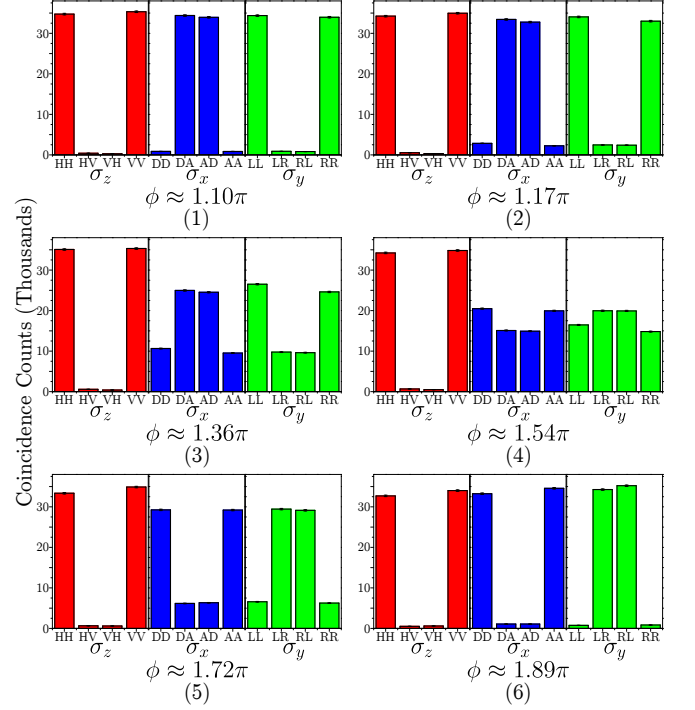 Coincidence Counts (Thousands)
30
20
10
0
HH HV VH VV DD DA AD AA LL LR RL RR
σz σx σy
ϕ ≈ 1.10π
(1)
30
20
10
0
HH HV VH VV DD DA AD AA LL LR RL RR
σz σx σy
ϕ ≈ 1.17π
(2)
30
20
10
0
HH HV VH VV DD DA AD AA LL LR RL RR
σz σx σy
ϕ ≈ 1.36π
(3)
30
20
10
0
HH HV VH VV DD DA AD AA LL LR RL RR
σz σx σy
ϕ ≈ 1.54π
(4)
30
20
10
0
HH HV VH VV DD DA AD AA LL LR RL RR
σz σx σy
ϕ ≈ 1.72π
(5)
30
20
10
0
HH HV VH VV DD DA AD AA LL LR RL RR
σz σx σy
ϕ ≈ 1.89π
(6)